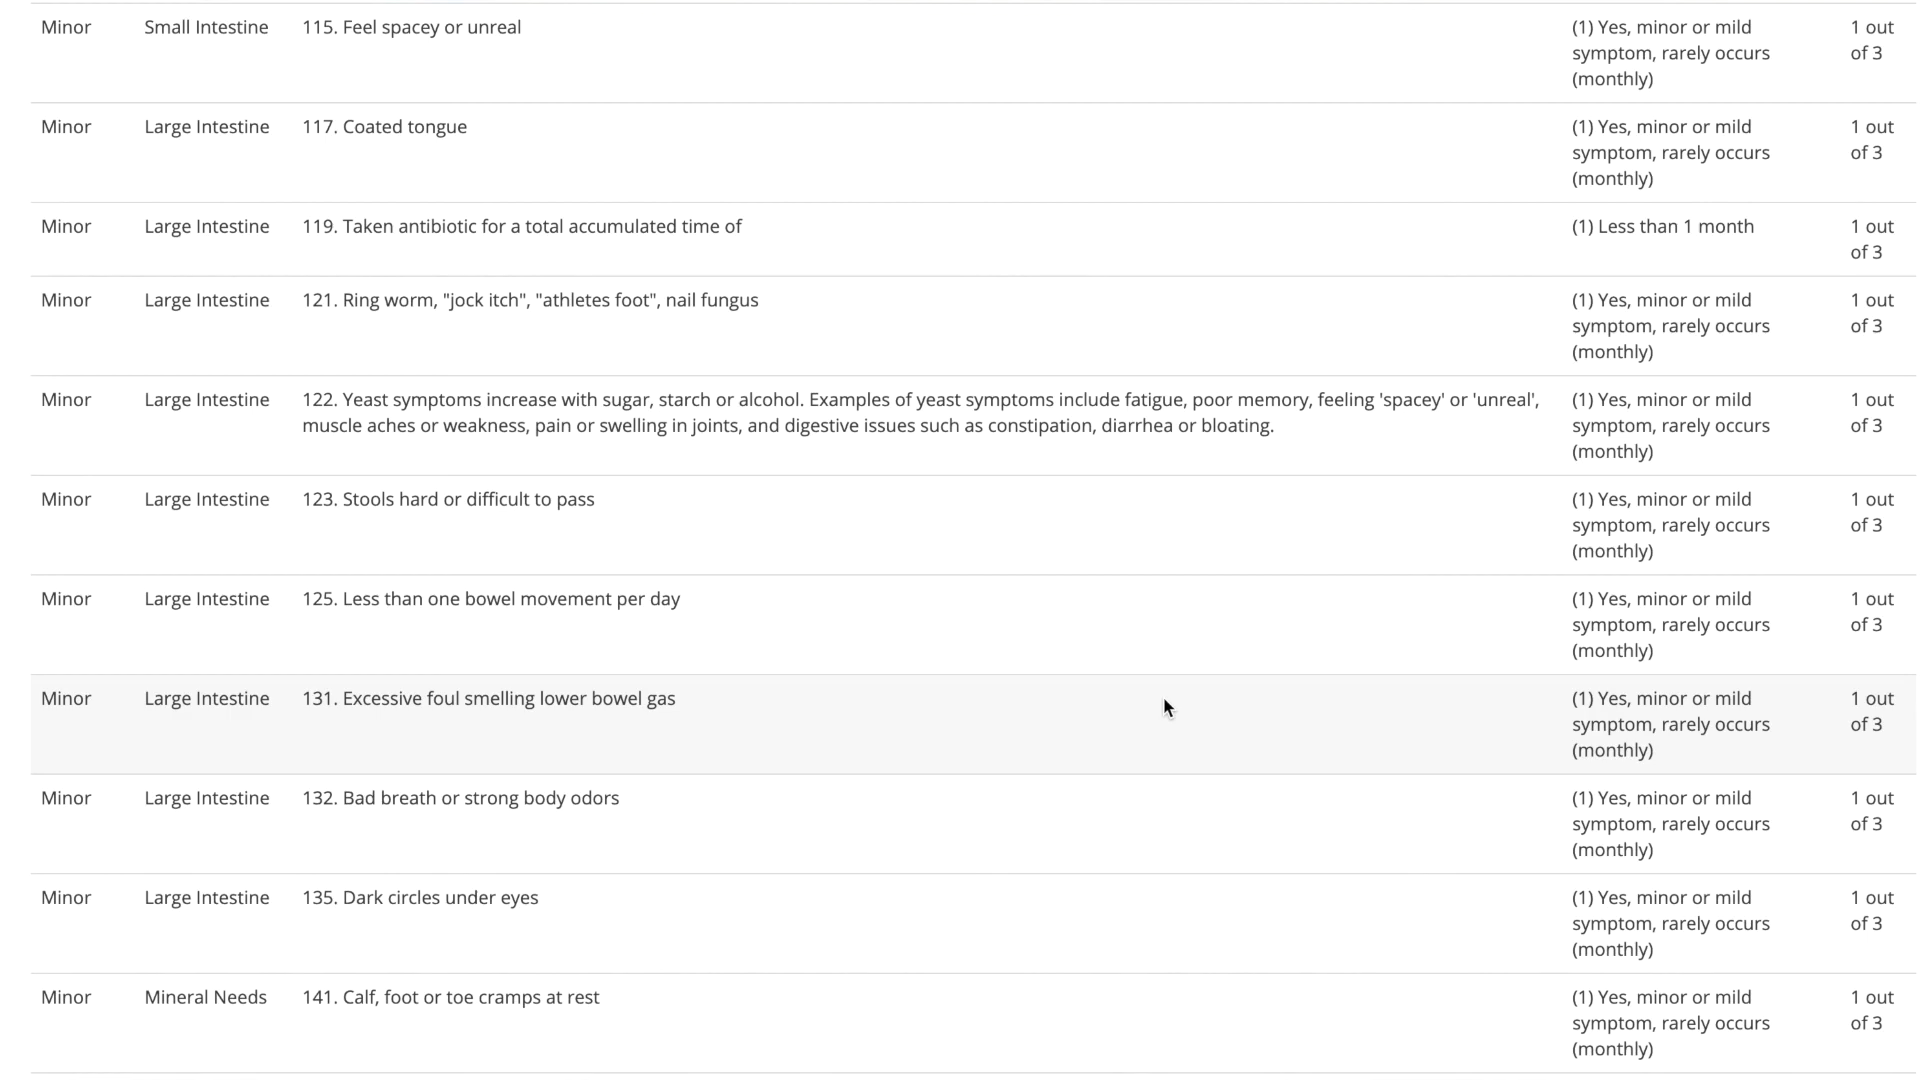 Minor Small Intestine 115. Feel spacey or unreal (1) Yes, minor or mild 1 out
symptom, rarely occurs of 3
(monthly)
Minor Large Intestine 117. Coated tongue (1) Yes, minor or mild 1 out
symptom, rarely occurs of 3
(monthly)
Minor Large Intestine 119. Taken antibiotic for a total accumulated time of (1) Less than 1 month 1 out
of 3
Minor Large Intestine 121. Ring worm, "jock itch", "athletes foot", nail fungus (1) Yes, minor or mild 1 out
symptom, rarely occurs of 3
(monthly)
Minor Large Intestine 122. Yeast symptoms increase with sugar, starch or alcohol. Examples of yeast symptoms include fatigue, poor memory, feeling 'spacey' or 'unreal', (1) Yes, minor or mild 1 out
muscle aches or weakness, pain or swelling in joints, and digestive issues such as constipation, diarrhea or bloating. symptom, rarely occurs of 3
(monthly)
Minor Large Intestine 123. Stools hard or difficult to pass (1) Yes, minor or mild 1 out
symptom, rarely occurs of 3
(monthly)
Minor Large Intestine 125. Less than one bowel movement per day (1) Yes, minor or mild 1 out
symptom, rarely occurs of 3
(monthly)
Minor Large Intestine 131. Excessive foul smelling lower bowel gas (1) Yes, minor or mild 1 out
symptom, rarely occurs of 3
(monthly)
Minor Large Intestine 132. Bad breath or strong body odors (1) Yes, minor or mild 1 out
symptom, rarely occurs of 3
(monthly)
Minor Large Intestine 135. Dark circles under eyes (1) Yes, minor or mild 1 out
symptom, rarely occurs of 3
(monthly)
Minor Mineral Needs 141. Calf, foot or toe cramps at rest (1) Yes, minor or mild 1 out
symptom, rarely occurs of 3
(monthly)